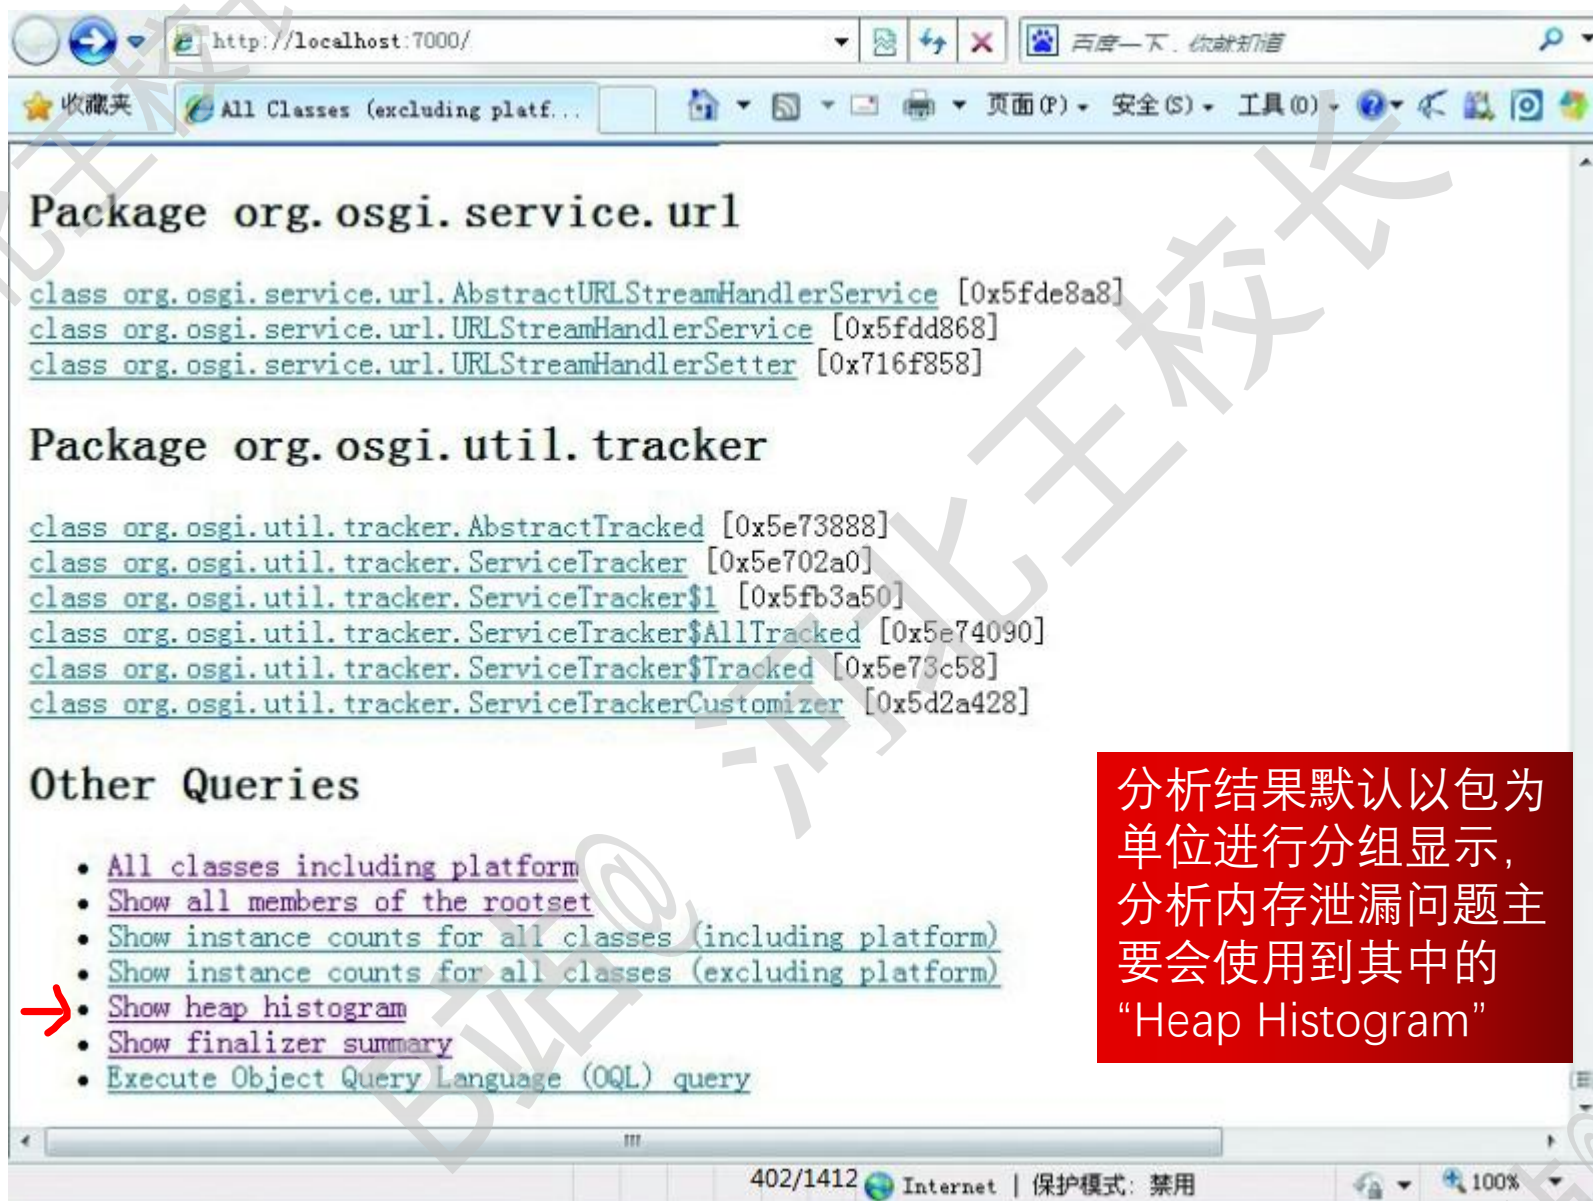 http://localhost:7000/
百度一下，你就知道
收藏夹
All Classes (excluding platf...
页面(P)
安全(S)
工具(O)
Package org.osgi.service.url
class org.osgi.service.url.AbstractURLStreamHandlerService [0x5fde8a8]
class org.osgi.service.url.URLStreamHandlerService [0x5fdd868]
class org.osgi.service.url.URLStreamHandlerSetter [0x716f858]
Package org.osgi.util.tracker
class org.osgi.util.tracker.AbstractTracked [0x5e73888]
class org.osgi.util.tracker.ServiceTracker [0x5e702a0]
class org.osgi.util.tracker.ServiceTracker$1 [0x5fb3a50]
class org.osgi.util.tracker.ServiceTracker$AllTracked [0x5e74090]
class org.osgi.util.tracker.ServiceTracker$Tracked [0x5e73c58]
class org.osgi.util.tracker.ServiceTrackerCustomizer [0x5d2a428]
Other Queries
All classes including platform
Show all members of the rootset
Show instance counts for all classes (including platform)
Show instance counts for all classes (excluding platform)
Show heap histogram
Show finalizer summary
Execute Object Query Language (OQL) query
分析结果默认以包为
单位进行分组显示，
分析内存泄漏问题主
要会使用到其中的
“Heap Histogram”
402/1412
Internet | 保护模式: 禁用
100%
B站@ 河北王校长